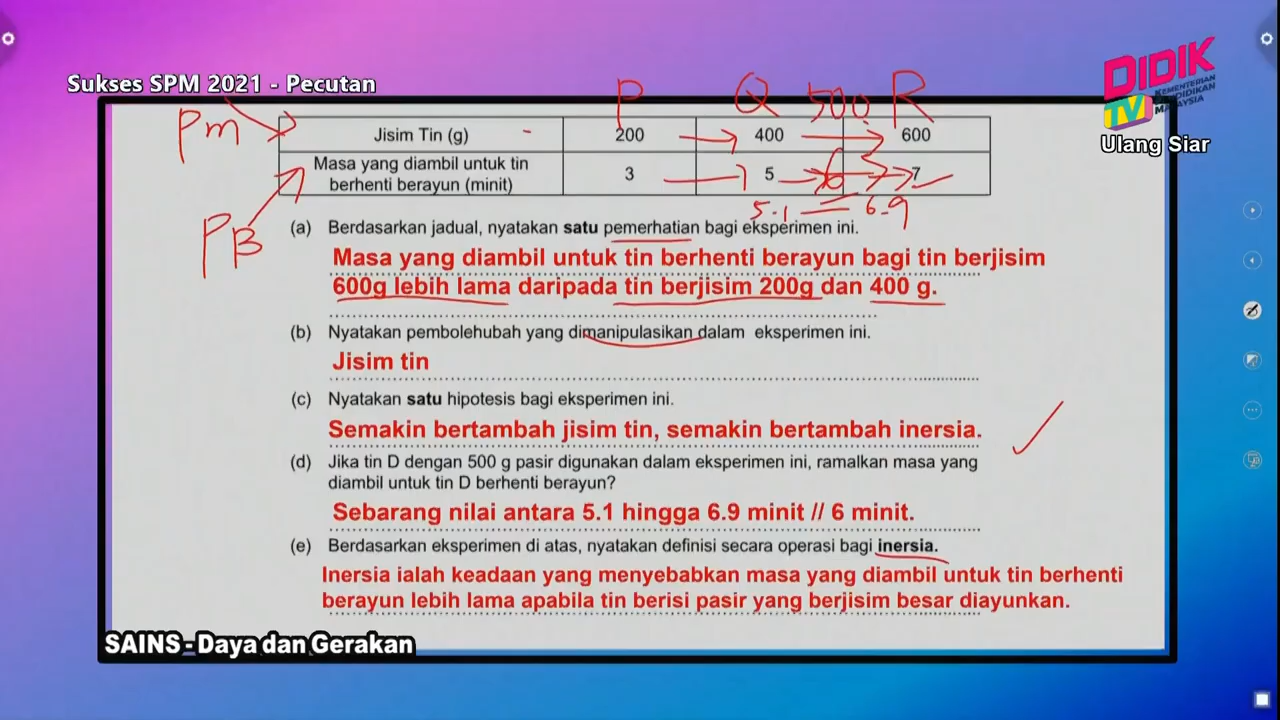 Sukses SPM 2021 - Pecutan
DIDIK
TV
KEMENTERIAN
PENDIDIKAN
MALAYSIA
Ulang Siar
P Q 500 R
Pm
Jisim Tin (g) 200 400 600
Masa yang diambil untuk tin
berhenti berayun (minit) 3 5 6 7
5.1 6.9
PB
(a) Berdasarkan jadual, nyatakan satu pemerhatian bagi eksperimen ini.
Masa yang diambil untuk tin berhenti berayun bagi tin berjisim
600g lebih lama daripada tin berjisim 200g dan 400 g.
(b) Nyatakan pembolehubah yang dimanipulasikan dalam eksperimen ini.
Jisim tin
(c) Nyatakan satu hipotesis bagi eksperimen ini.
Semakin bertambah jisim tin, semakin bertambah inersia.
(d) Jika tin D dengan 500 g pasir digunakan dalam eksperimen ini, ramalkan masa yang
diambil untuk tin D berhenti berayun?
Sebarang nilai antara 5.1 hingga 6.9 minit // 6 minit.
(e) Berdasarkan eksperimen di atas, nyatakan definisi secara operasi bagi inersia.
Inersia ialah keadaan yang menyebabkan masa yang diambil untuk tin berhenti
berayun lebih lama apabila tin berisi pasir yang berjisim besar diayunkan.
SAINS - Daya dan Gerakan